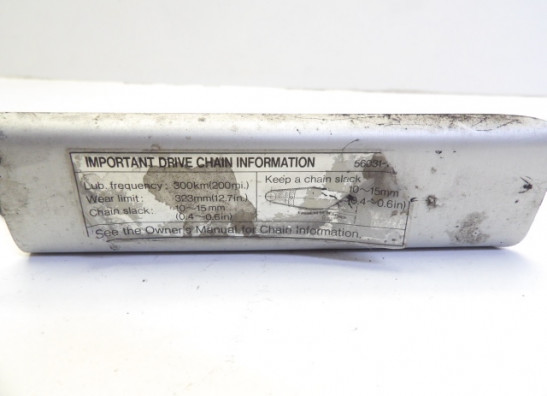 IMPORTANT DRIVE CHAIN INFORMATION 56031-
Lub. frequency: 300km(200mi.)
Wear limit: 323mm(12.7in.)
Chain slack: 10~15mm
(0.4~0.6in)
Keep a chain slack
10~15mm
(0.4~0.6in)
See the Owner's Manual for Chain Information.